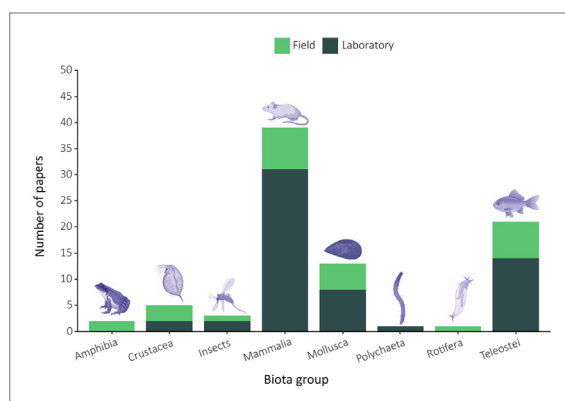 Field Laboratory
50
45
40
35
30
25
20
15
10
5
0
Number of papers
Amphibia Crustacea Insects Mammalia Mollusca Polychaeta Rotifera Teleostei
Biota group